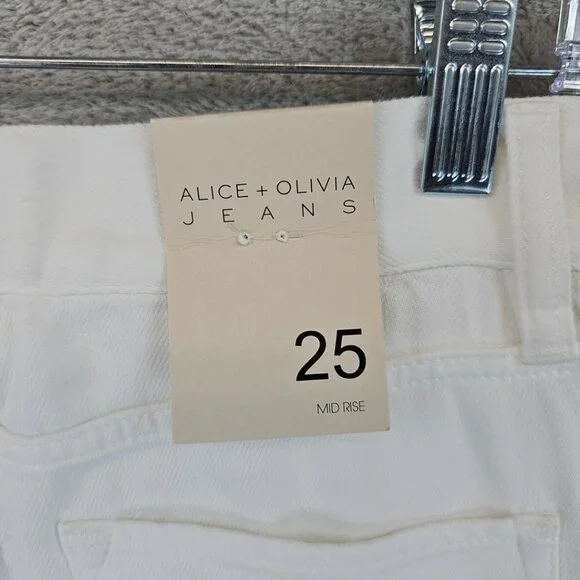 ALICE + OLIVIA
JEANS
25
MID RISE